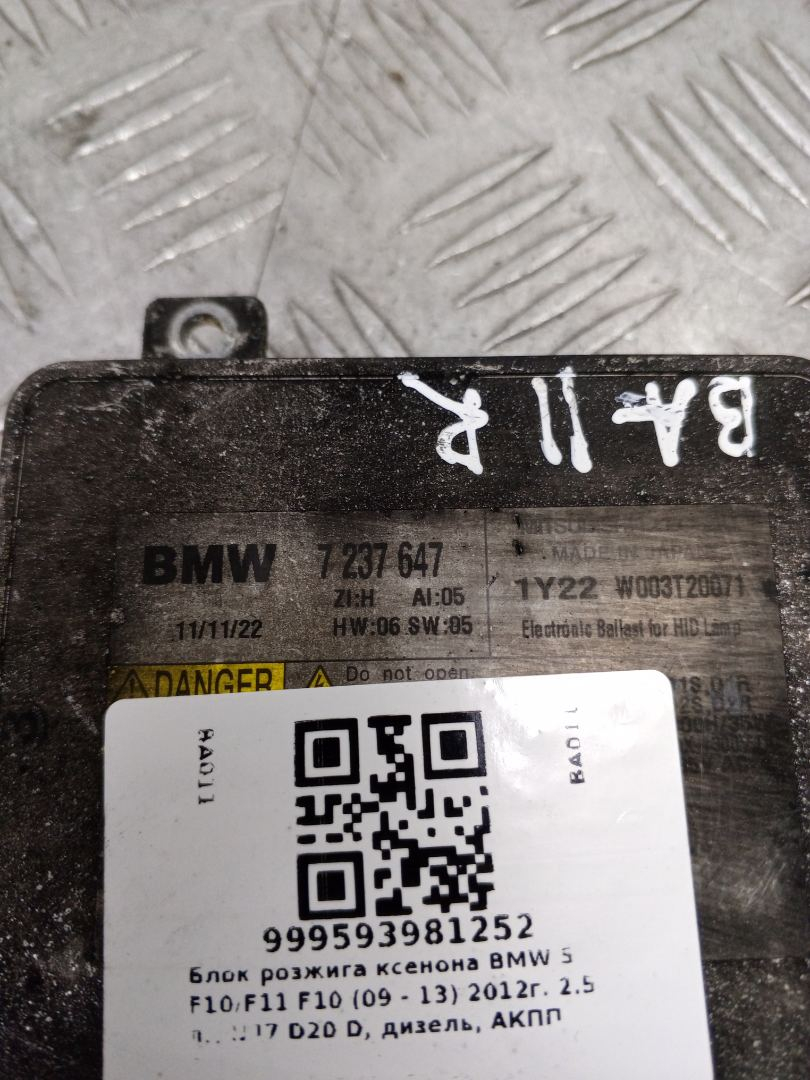 BA 11 R
BMW 7 237 647
ZI:H AI:05
11/11/22 HW:06 SW:05
MADE IN JAPAN
1Y22 W003T20071
Electronic Ballast for HID Lamp
DANGER Do not open
BA011
BA011
999593981252
Блок розжига ксенона BMW 5
F10/F11 F10 (09 - 13) 2012г. 2.5
D20 D, дизель, АКПП